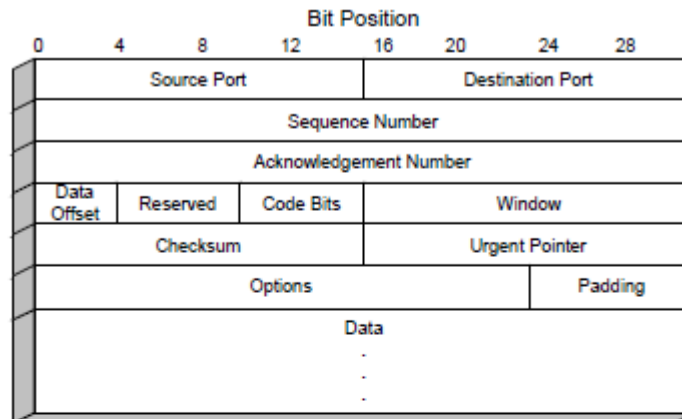 Bit Position
0 4 8 12 16 20 24 28
Source Port Destination Port
Sequence Number
Acknowledgement Number
Data Offset Reserved Code Bits Window
Checksum Urgent Pointer
Options Padding
Data
.
.
.